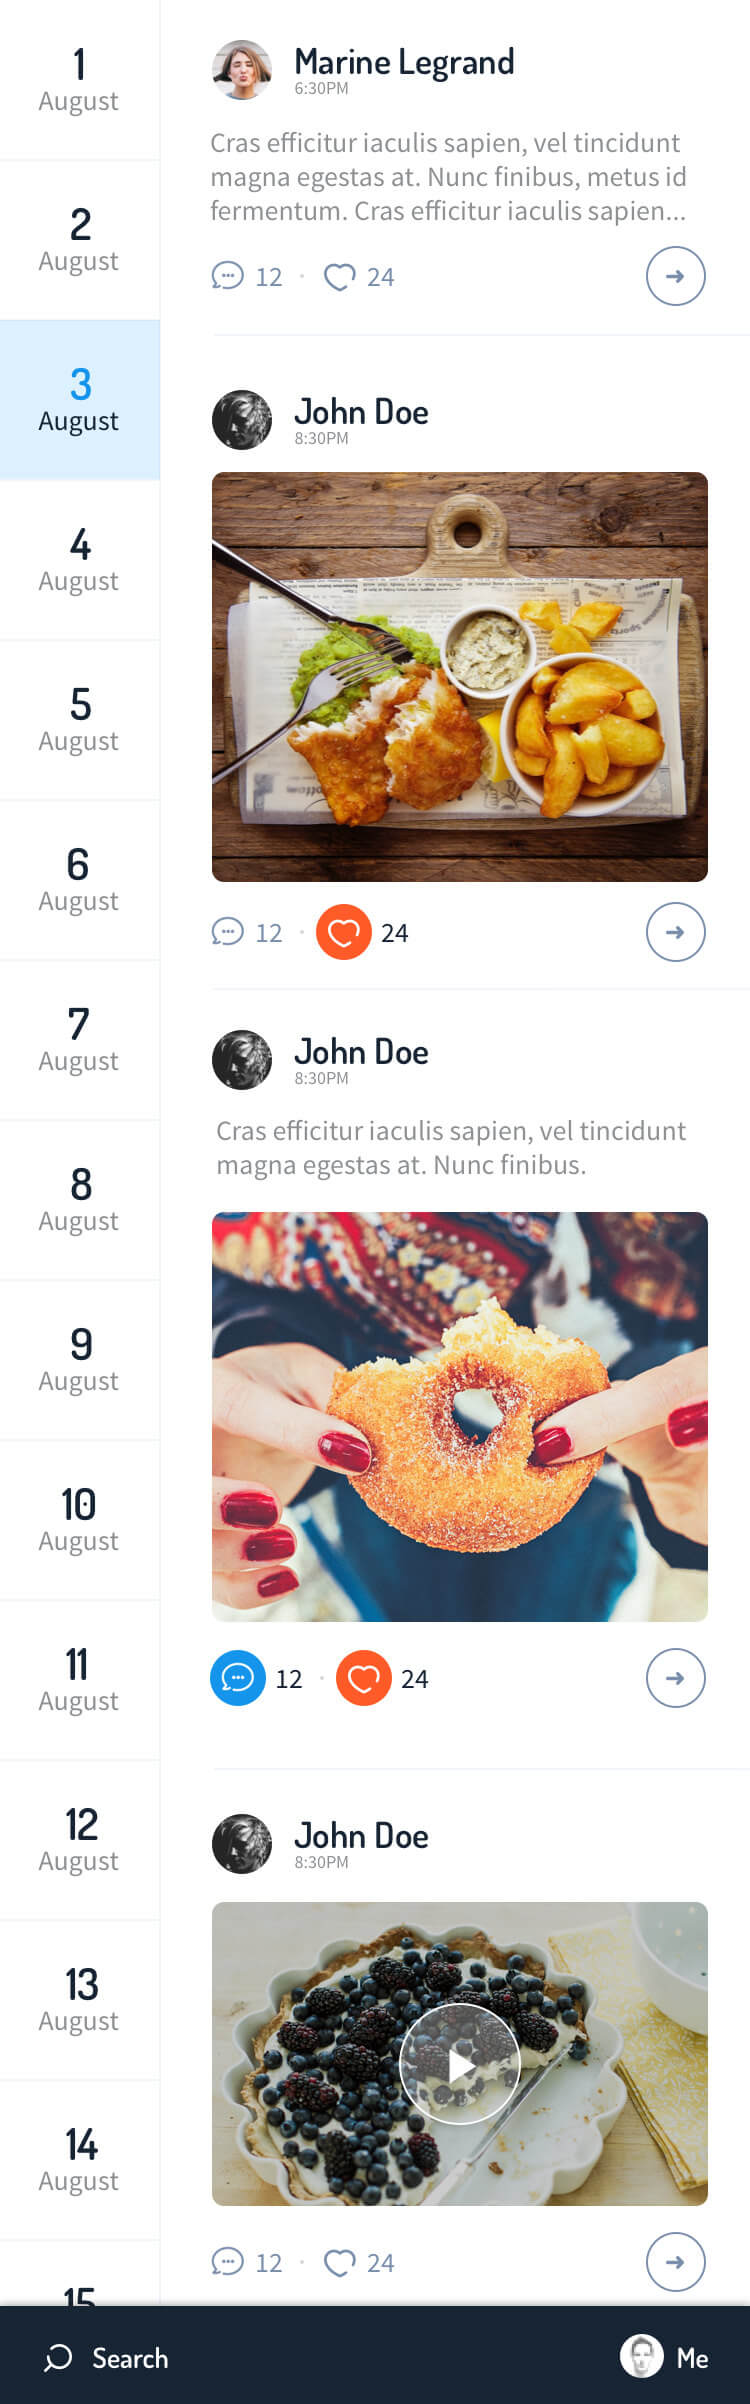 1
August
2
August
3
August
4
August
5
August
6
August
7
August
8
August
9
August
10
August
11
August
12
August
13
August
14
August
15
Marine Legrand
6:30PM
Cras efficitur iaculis sapien, vel tincidunt
magna egestas at. Nunc finibus, metus id
fermentum. Cras efficitur iaculis sapien...
12 · 24
John Doe
8:30PM
12 · 24
John Doe
8:30PM
Cras efficitur iaculis sapien, vel tincidunt
magna egestas at. Nunc finibus.
12 · 24
John Doe
8:30PM
12 · 24
Search
Me